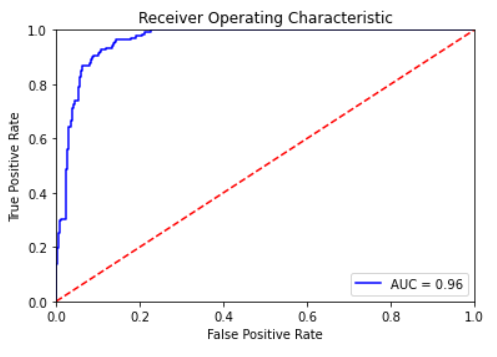 Receiver Operating Characteristic
1.0
0.8
0.6
0.4
0.2
0.0
True Positive Rate
AUC = 0.96
0.0 0.2 0.4 0.6 0.8 1.0
False Positive Rate